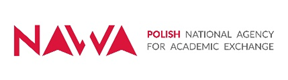 NAWA
POLISH NATIONAL AGENCY
FOR ACADEMIC EXCHANGE